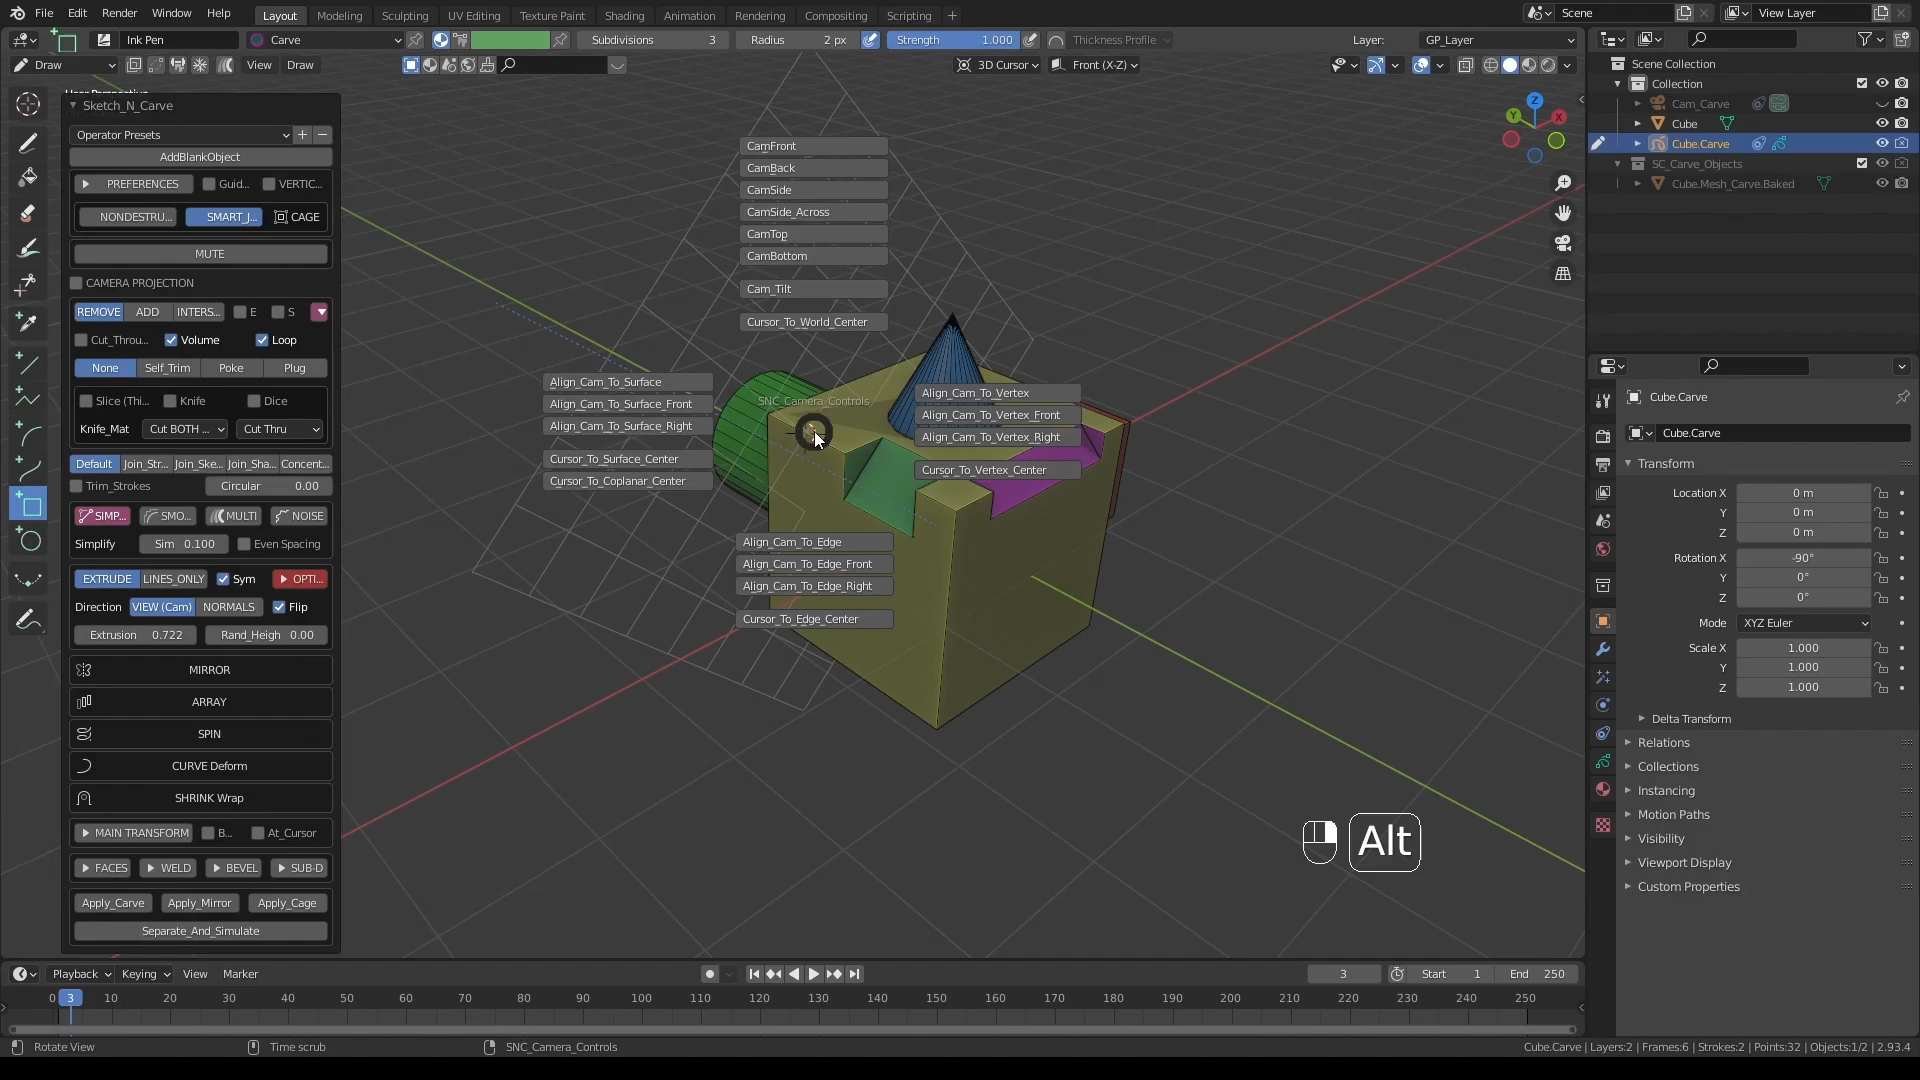 File Edit Render Window Help Layout Modeling Sculpting UV Editing Texture Paint Shading Animation Rendering Compositing Scripting + Scene View Layer
Ink Pen Carve Subdivisions 3 Radius 2 px Strength 1.000 Thickness Profile Layer: GP_Layer
Draw View Draw 3D Cursor Front (X-Z)
Sketch_N_Carve
Operator Presets
AddBlankObject
PREFERENCES Guid... VERTIC...
NONDESTRU... SMART_J... CAGE
MUTE
CAMERA PROJECTION
REMOVE ADD INTERS... E S
Cut_Throu... Volume Loop
None Self_Trim Poke Plug
Slice (Thi... Knife Dice
Knife_Mat Cut BOTH ... Cut Thru
Default Join_Str... Join_Ske... Join_Sha... Concent...
Trim_Strokes Circular 0.00
SIMP... SMO... MULTI NOISE
Simplify Sim 0.100 Even Spacing
EXTRUDE LINES_ONLY Sym OPTI...
Direction VIEW (Cam) NORMALS Flip
Extrusion 0.722 Rand_Heigh 0.00
MIRROR
ARRAY
SPIN
CURVE Deform
SHRINK Wrap
MAIN TRANSFORM B... At_Cursor
FACES WELD BEVEL SUB-D
Apply_Carve Apply_Mirror Apply_Cage
Separate_And_Simulate
CamFront
CamBack
CamSide
CamSide_Across
CamTop
CamBottom
Cam_Tilt
Cursor_To_World_Center
Align_Cam_To_Surface
Align_Cam_To_Surface_Front
Align_Cam_To_Surface_Right
Cursor_To_Surface_Center
Cursor_To_Coplanar_Center
SNC_Camera_Controls
Align_Cam_To_Vertex
Align_Cam_To_Vertex_Front
Align_Cam_To_Vertex_Right
Cursor_To_Vertex_Center
Align_Cam_To_Edge
Align_Cam_To_Edge_Front
Align_Cam_To_Edge_Right
Cursor_To_Edge_Center
Z
Y
X
Alt
Scene Collection
Collection
Cam_Carve
Cube
Cube.Carve
SC_Carve_Objects
Cube.Mesh_Carve.Baked
Cube.Carve
Cube.Carve
Transform
Location X 0 m
Y 0 m
Z 0 m
Rotation X -90°
Y 0°
Z 0°
Mode XYZ Euler
Scale X 1.000
Y 1.000
Z 1.000
Delta Transform
Relations
Collections
Instancing
Motion Paths
Visibility
Viewport Display
Custom Properties
Playback Keying View Marker 3 Start 1 End 250
0 3 10 20 30 40 50 60 70 80 90 100 110 120 130 140 150 160 170 180 190 200 210 220 230 240 250
Rotate View Time scrub SNC_Camera_Controls Cube.Carve | Layers:2 | Frames:6 | Strokes:2 | Points:32 | Objects:1/2 | 2.93.4